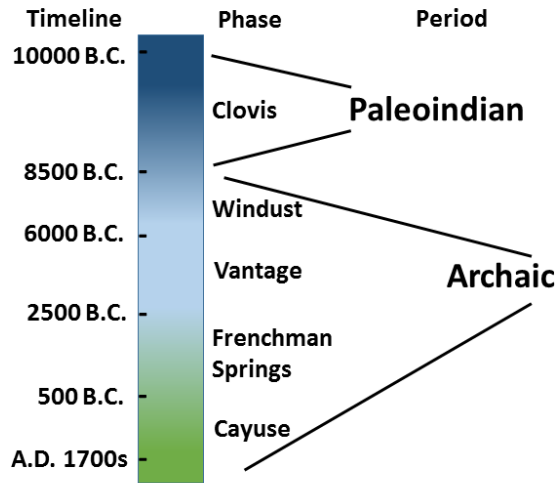 Timeline Phase Period
10000 B.C.
Clovis Paleoindian
8500 B.C.
Windust
6000 B.C.
Vantage Archaic
2500 B.C.
Frenchman
Springs
500 B.C.
Cayuse
A.D. 1700s